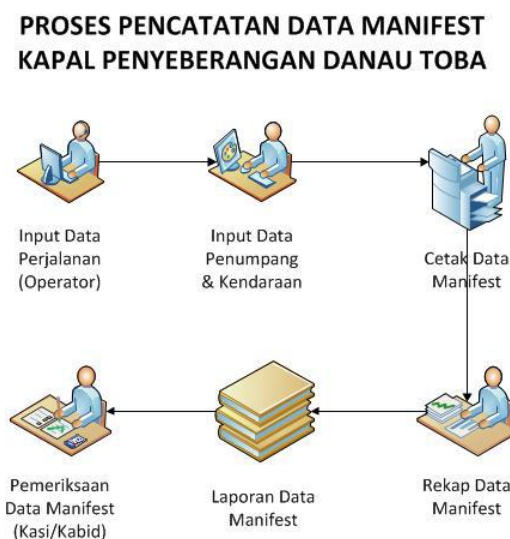 PROSES PENCATATAN DATA MANIFEST
KAPAL PENYEBERANGAN DANAU TOBA
Input Data
Perjalanan
(Operator)
Input Data
Penumpang
& Kendaraan
Cetak Data
Manifest
Pemeriksaan
Data Manifest
(Kasi/Kabid)
Laporan Data
Manifest
Rekap Data
Manifest